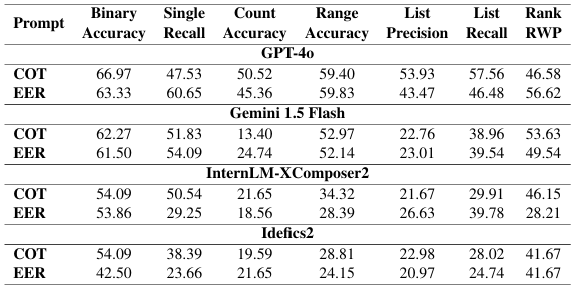 Prompt Binary Accuracy Single Recall Count Accuracy Range Accuracy List Precision List Recall Rank RWP
GPT-4o
COT 66.97 47.53 50.52 59.40 53.93 57.56 46.58
EER 63.33 60.65 45.36 59.83 43.47 46.48 56.62
Gemini 1.5 Flash
COT 62.27 51.83 13.40 52.97 22.76 38.96 53.63
EER 61.50 54.09 24.74 52.14 23.01 39.54 49.54
InternLM-XComposer2
COT 54.09 50.54 21.65 34.32 21.67 29.91 46.15
EER 53.86 29.25 18.56 28.39 26.63 39.78 28.21
Idefics2
COT 54.09 38.39 19.59 28.81 22.98 28.02 41.67
EER 42.50 23.66 21.65 24.15 20.97 24.74 41.67